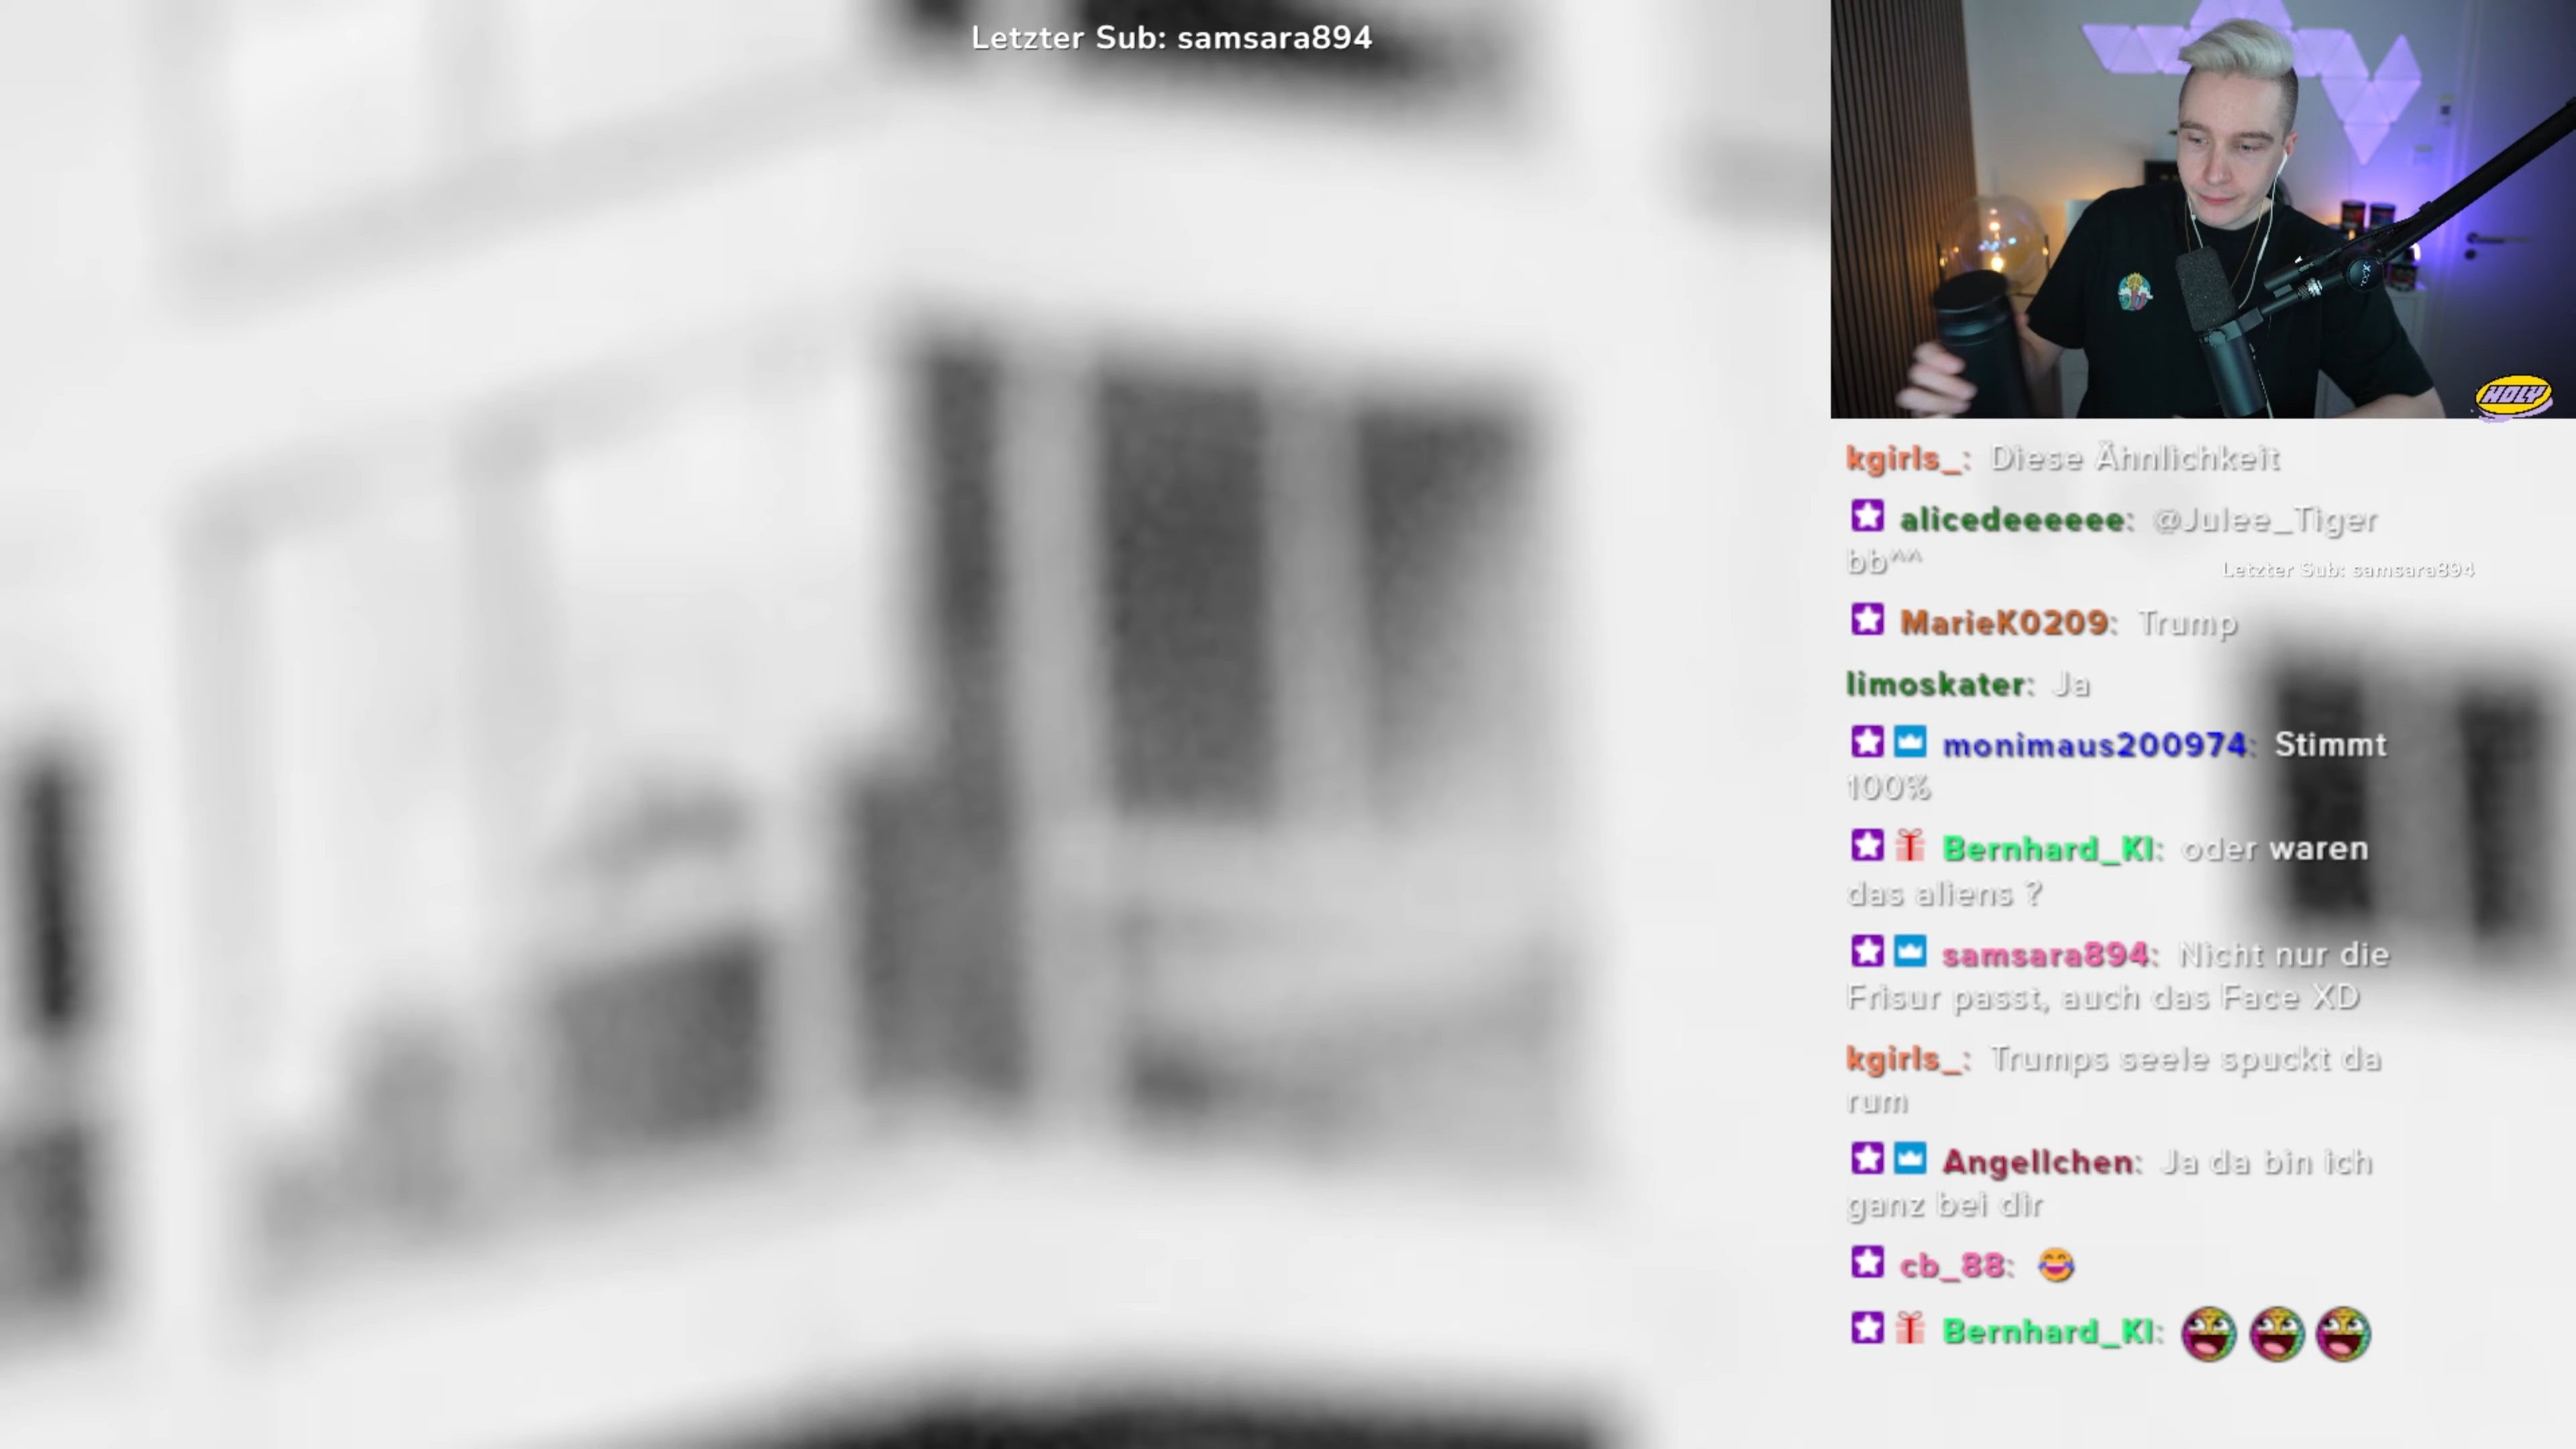 Letzter Sub: samsara894
HOLY
kgirls_: Diese Ähnlichkeit
alicedeeeeee: @Julee_Tiger
bb^^
Letzter Sub: samsara894
MarieK0209: Trump
limoskater: Ja
monimaus200974: Stimmt
100%
Bernhard_KI: oder waren
das aliens ?
samsara894: Nicht nur die
Frisur passt, auch das Face XD
kgirls_: Trumps seele spuckt da
rum
Angellchen: Ja da bin ich
ganz bei dir
cb_88: 😂
Bernhard_KI: